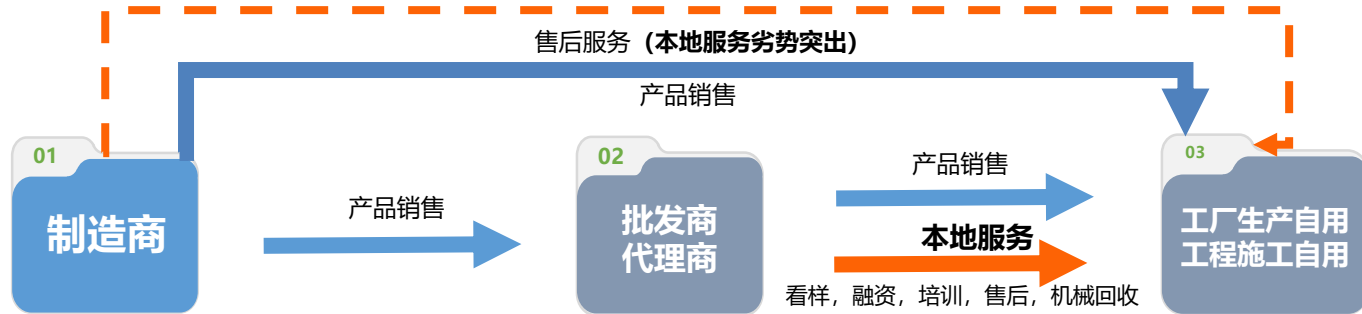 售后服务（本地服务劣势突出）
产品销售
01
制造商
产品销售
02
批发商
代理商
产品销售
本地服务
看样，融资，培训，售后，机械回收
03
工厂生产自用
工程施工自用